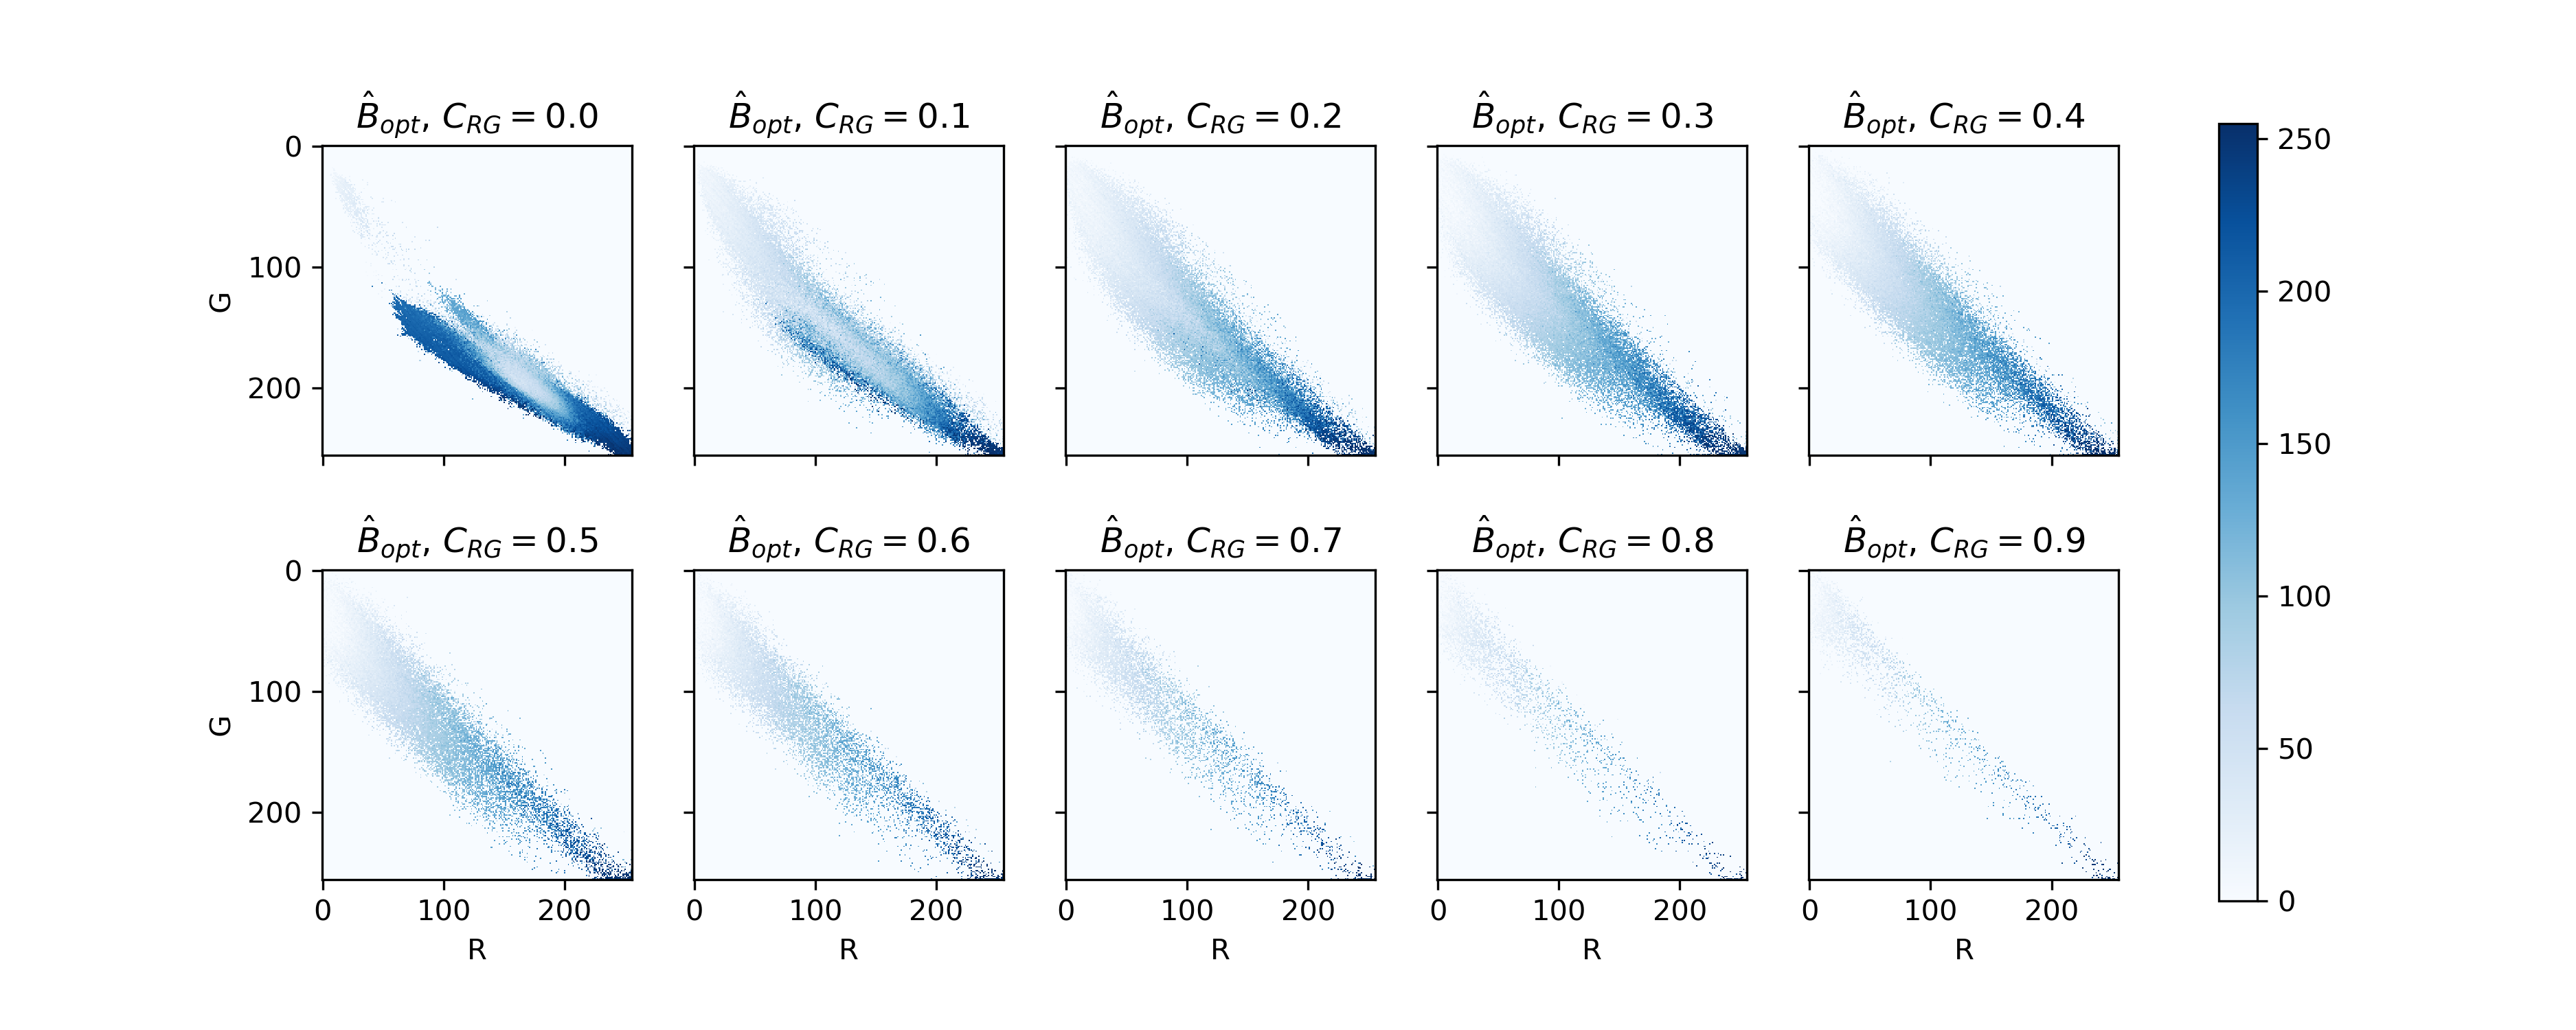 B̂opt, CRG = 0.0
B̂opt, CRG = 0.1
B̂opt, CRG = 0.2
B̂opt, CRG = 0.3
B̂opt, CRG = 0.4
0
100
200
G
B̂opt, CRG = 0.5
B̂opt, CRG = 0.6
B̂opt, CRG = 0.7
B̂opt, CRG = 0.8
B̂opt, CRG = 0.9
0
100
200
G
0 100 200
0 100 200
0 100 200
0 100 200
0 100 200
R
R
R
R
R
250
200
150
100
50
0